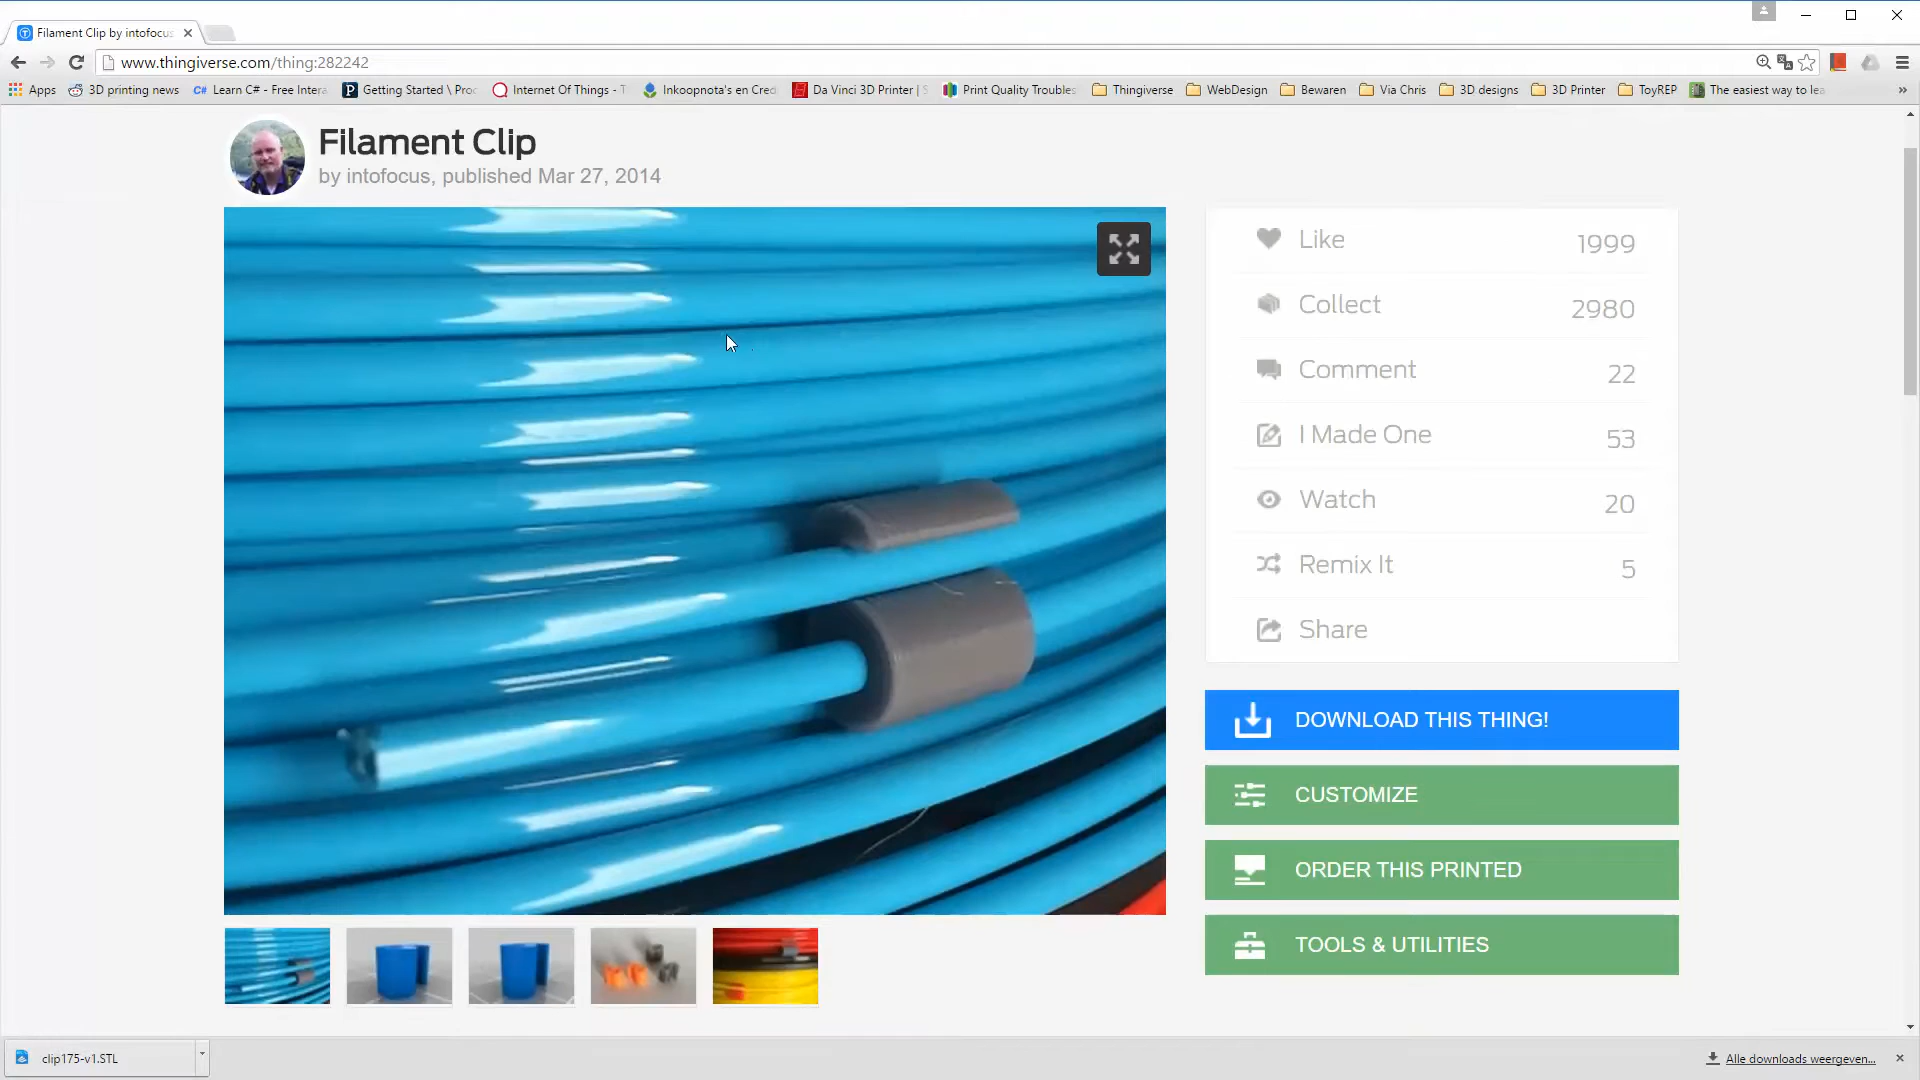 Filament Clip by intofocus
www.thingiverse.com/thing:282242
Apps 3D printing news Learn C# - Free Intera Getting Started \ Pro Internet Of Things - T Inkoopnota's en Cred Da Vinci 3D Printer | S Print Quality Troubles Thingiverse WebDesign Bewaren Via Chris 3D designs 3D Printer ToyREP The easiest way to lea »
Filament Clip
by intofocus, published Mar 27, 2014
Like 1999
Collect 2980
Comment 22
I Made One 53
Watch 20
Remix It 5
Share
DOWNLOAD THIS THING!
CUSTOMIZE
ORDER THIS PRINTED
TOOLS & UTILITIES
clip175-v1.STL Alle downloads weergeven...